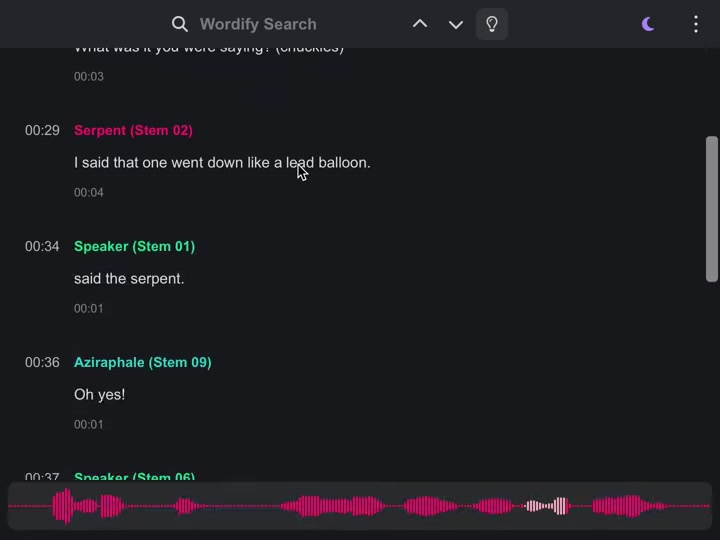 Wordify Search
What was it you were saying? (chuckles)
00:03
00:29 Serpent (Stem 02)
I said that one went down like a lead balloon.
00:04
00:34 Speaker (Stem 01)
said the serpent.
00:01
00:36 Aziraphale (Stem 09)
Oh yes!
00:01
00:37 Speaker (Stem 06)